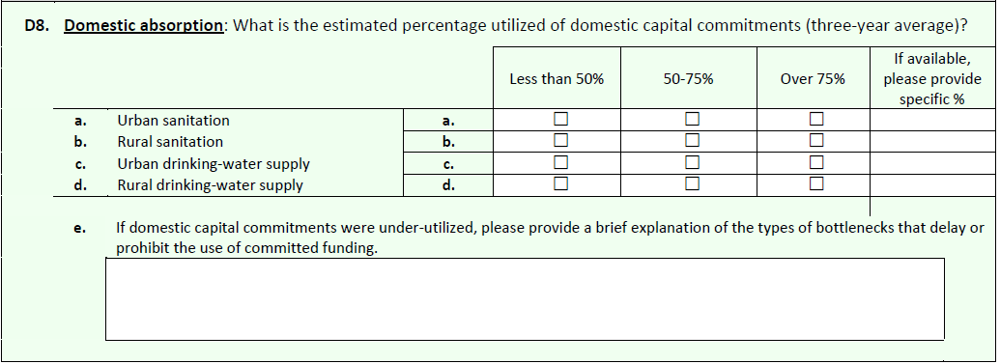 D8. Domestic absorption: What is the estimated percentage utilized of domestic capital commitments (three-year average)?
Less than 50% 50-75% Over 75% If available,
please provide
specific %
a. Urban sanitation a. ☐ ☐ ☐
b. Rural sanitation b. ☐ ☐ ☐
c. Urban drinking-water supply c. ☐ ☐ ☐
d. Rural drinking-water supply d. ☐ ☐ ☐
e. If domestic capital commitments were under-utilized, please provide a brief explanation of the types of bottlenecks that delay or
prohibit the use of committed funding.